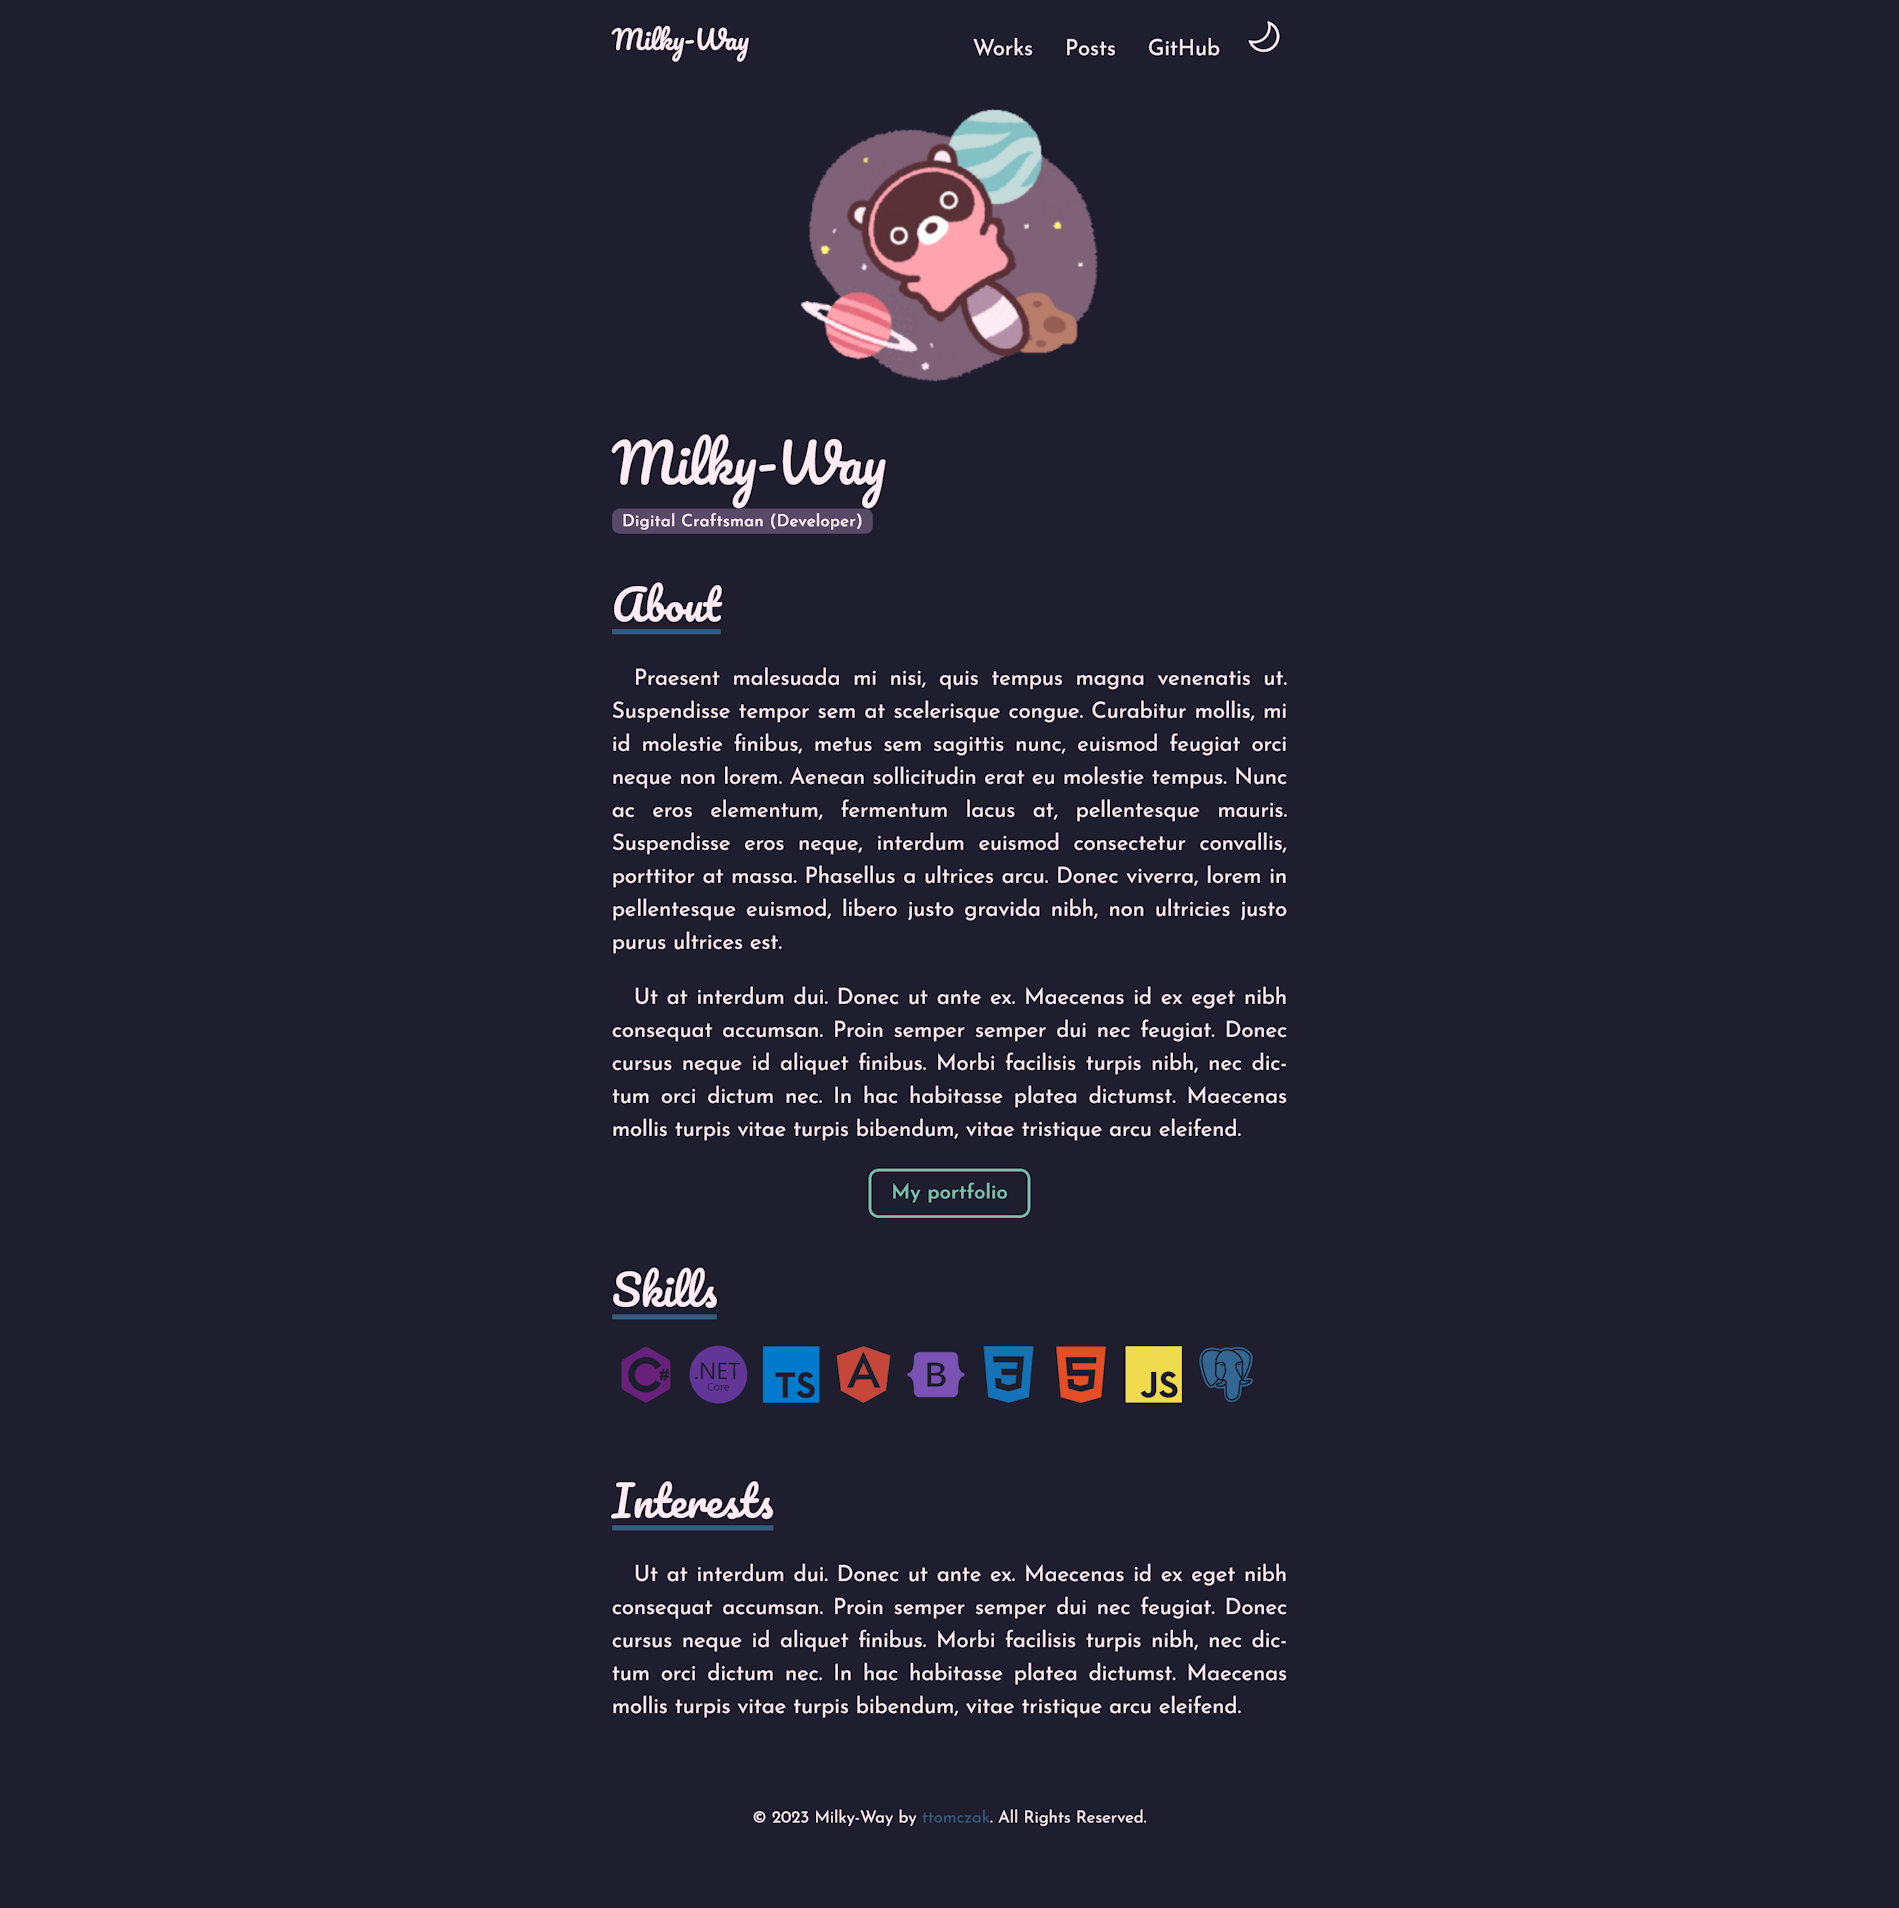 Milky-Way
Works Posts GitHub
Milky-Way
Digital Craftsman (Developer)
About
Praesent malesuada mi nisi, quis tempus magna venenatis ut.
Suspendisse tempor sem at scelerisque congue. Curabitur mollis, mi
id molestie finibus, metus sem sagittis nunc, euismod feugiat orci
neque non lorem. Aenean sollicitudin erat eu molestie tempus. Nunc
ac eros elementum, fermentum lacus at, pellentesque mauris.
Suspendisse eros neque, interdum euismod consectetur convallis,
porttitor at massa. Phasellus a ultrices arcu. Donec viverra, lorem in
pellentesque euismod, libero justo gravida nibh, non ultricies justo
purus ultrices est.
Ut at interdum dui. Donec ut ante ex. Maecenas id ex eget nibh
consequat accumsan. Proin semper semper dui nec feugiat. Donec
cursus neque id aliquet finibus. Morbi facilisis turpis nibh, nec dic-
tum orci dictum nec. In hac habitasse platea dictumst. Maecenas
mollis turpis vitae turpis bibendum, vitae tristique arcu eleifend.
My portfolio
Skills
C# .NET Core TS A B 3 5 JS
Interests
Ut at interdum dui. Donec ut ante ex. Maecenas id ex eget nibh
consequat accumsan. Proin semper semper dui nec feugiat. Donec
cursus neque id aliquet finibus. Morbi facilisis turpis nibh, nec dic-
tum orci dictum nec. In hac habitasse platea dictumst. Maecenas
mollis turpis vitae turpis bibendum, vitae tristique arcu eleifend.
© 2023 Milky-Way by ttomczak. All Rights Reserved.